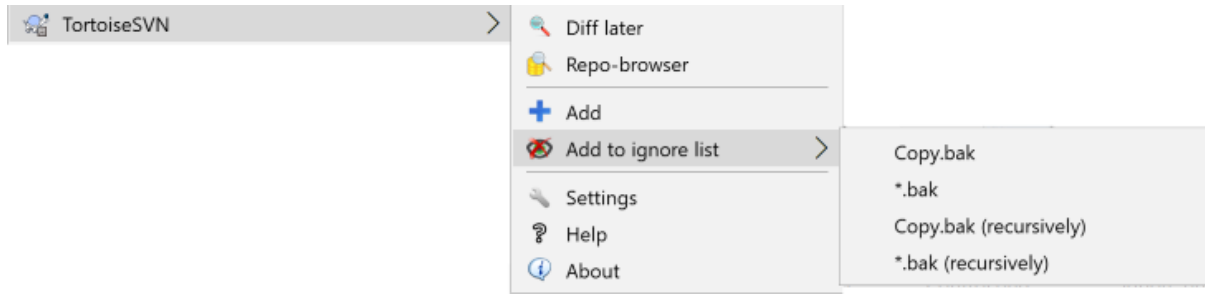 TortoiseSVN
Diff later
Repo-browser
Add
Add to ignore list
Settings
Help
About
Copy.bak
*.bak
Copy.bak (recursively)
*.bak (recursively)